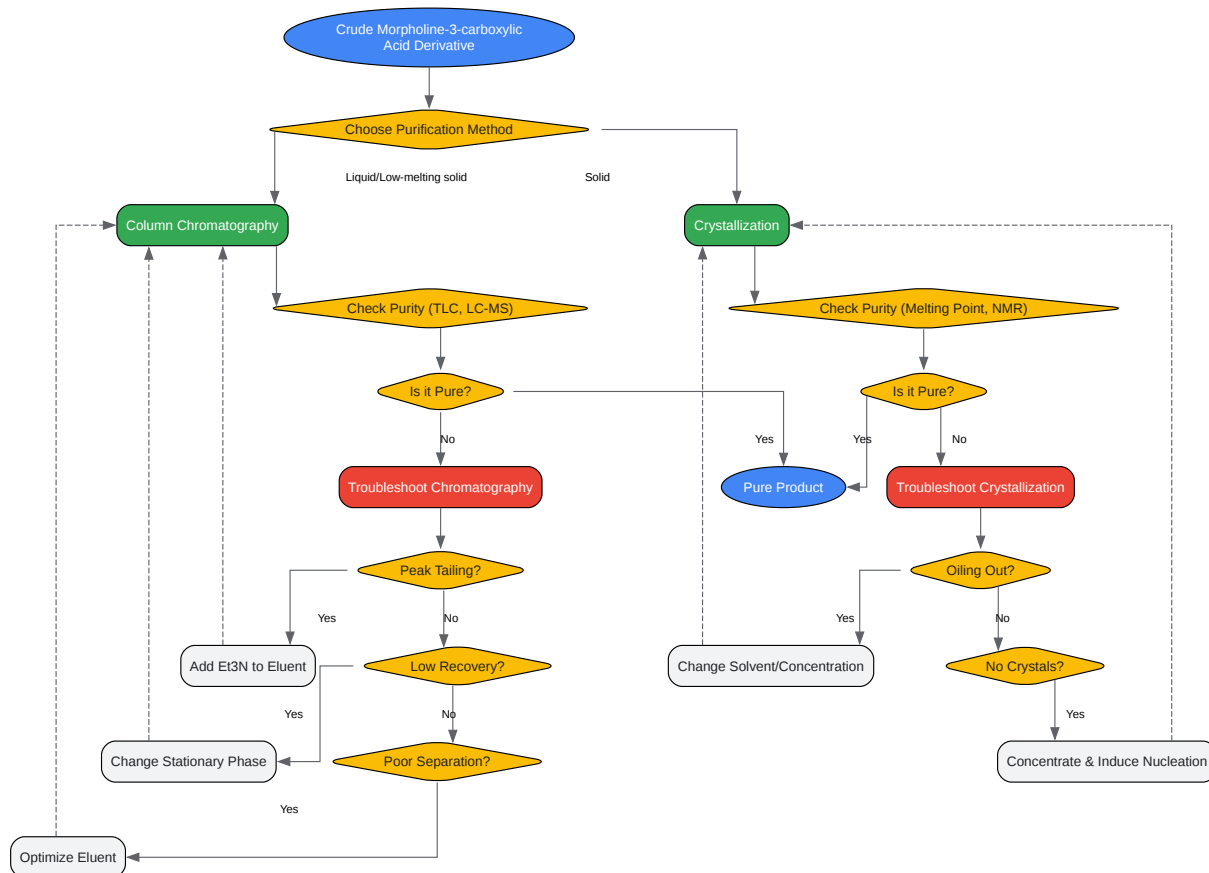 Crude Morpholine-3-carboxylic
Acid Derivative
Choose Purification Method
Liquid/Low-melting solid
Solid
Column Chromatography
Crystallization
Check Purity (TLC, LC-MS)
Check Purity (Melting Point, NMR)
Is it Pure?
Is it Pure?
No
Yes
Yes
No
Troubleshoot Chromatography
Pure Product
Troubleshoot Crystallization
Peak Tailing?
Oiling Out?
Yes
No
Yes
No
Add Et3N to Eluent
Low Recovery?
Change Solvent/Concentration
No Crystals?
Yes
No
Yes
Change Stationary Phase
Poor Separation?
Concentrate & Induce Nucleation
Yes
Optimize Eluent